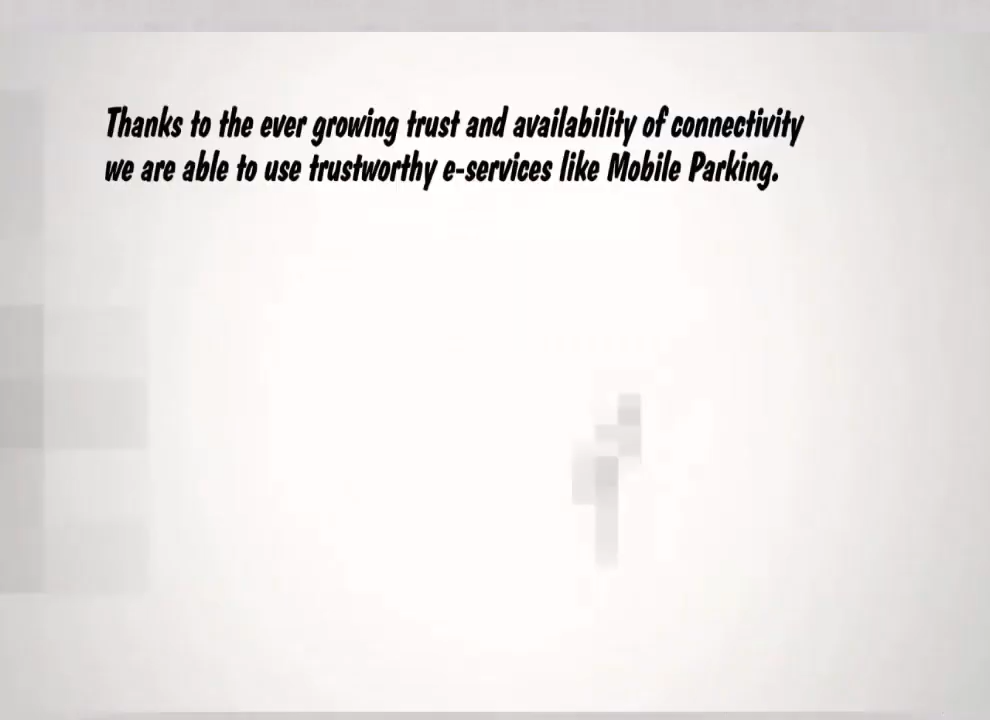 Thanks to the ever growing trust and availability of connectivity
we are able to use trustworthy e-services like Mobile Parking.